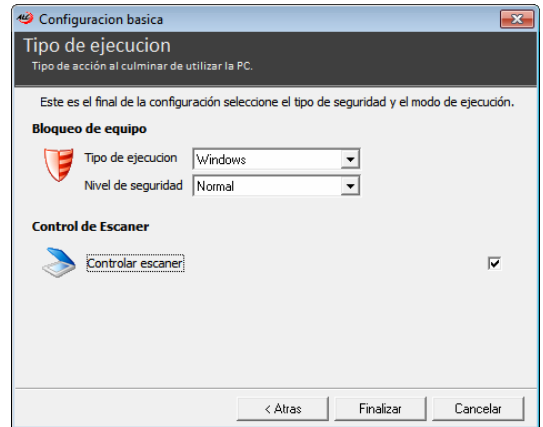 Configuracion basica
Tipo de ejecucion
Tipo de acción al culminar de utilizar la PC.
Este es el final de la configuración seleccione el tipo de seguridad y el modo de ejecución.
Bloqueo de equipo
Tipo de ejecucion Windows
Nivel de seguridad Normal
Control de Escaner
Controlar escaner
< Atras Finalizar Cancelar